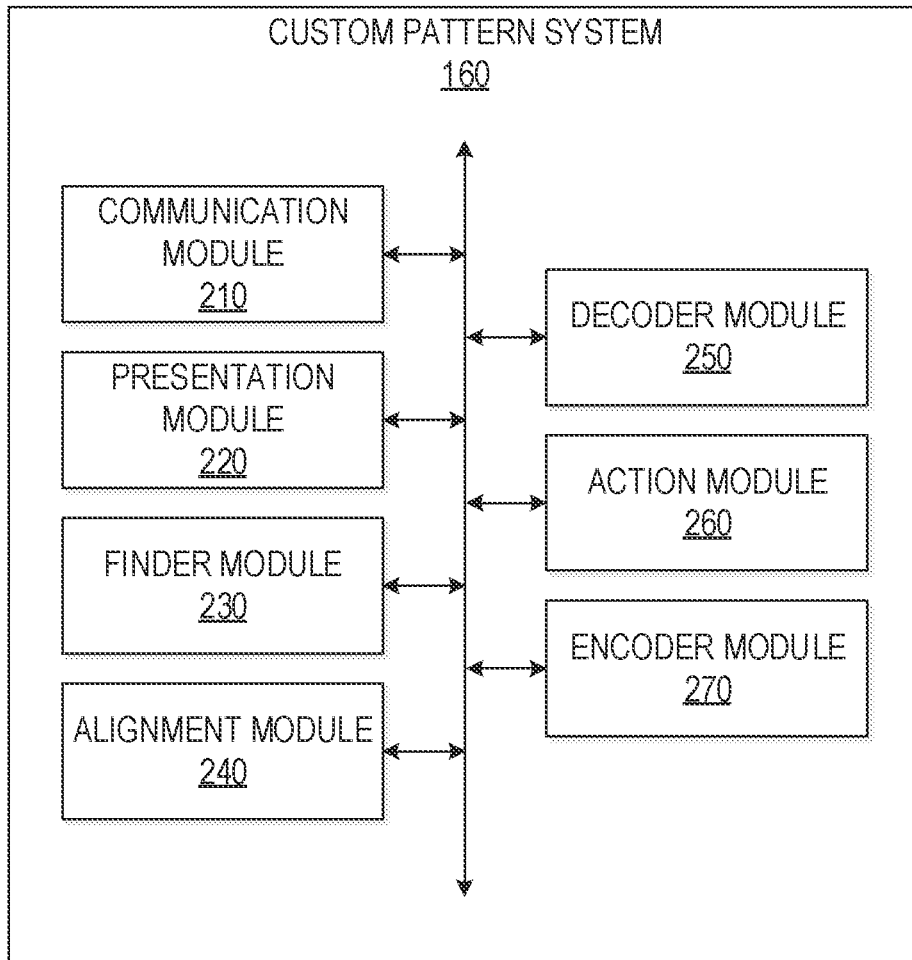 CUSTOM PATTERN SYSTEM
160
COMMUNICATION
MODULE
210
PRESENTATION
MODULE
220
FINDER MODULE
230
ALIGNMENT MODULE
240
DECODER MODULE
250
ACTION MODULE
260
ENCODER MODULE
270